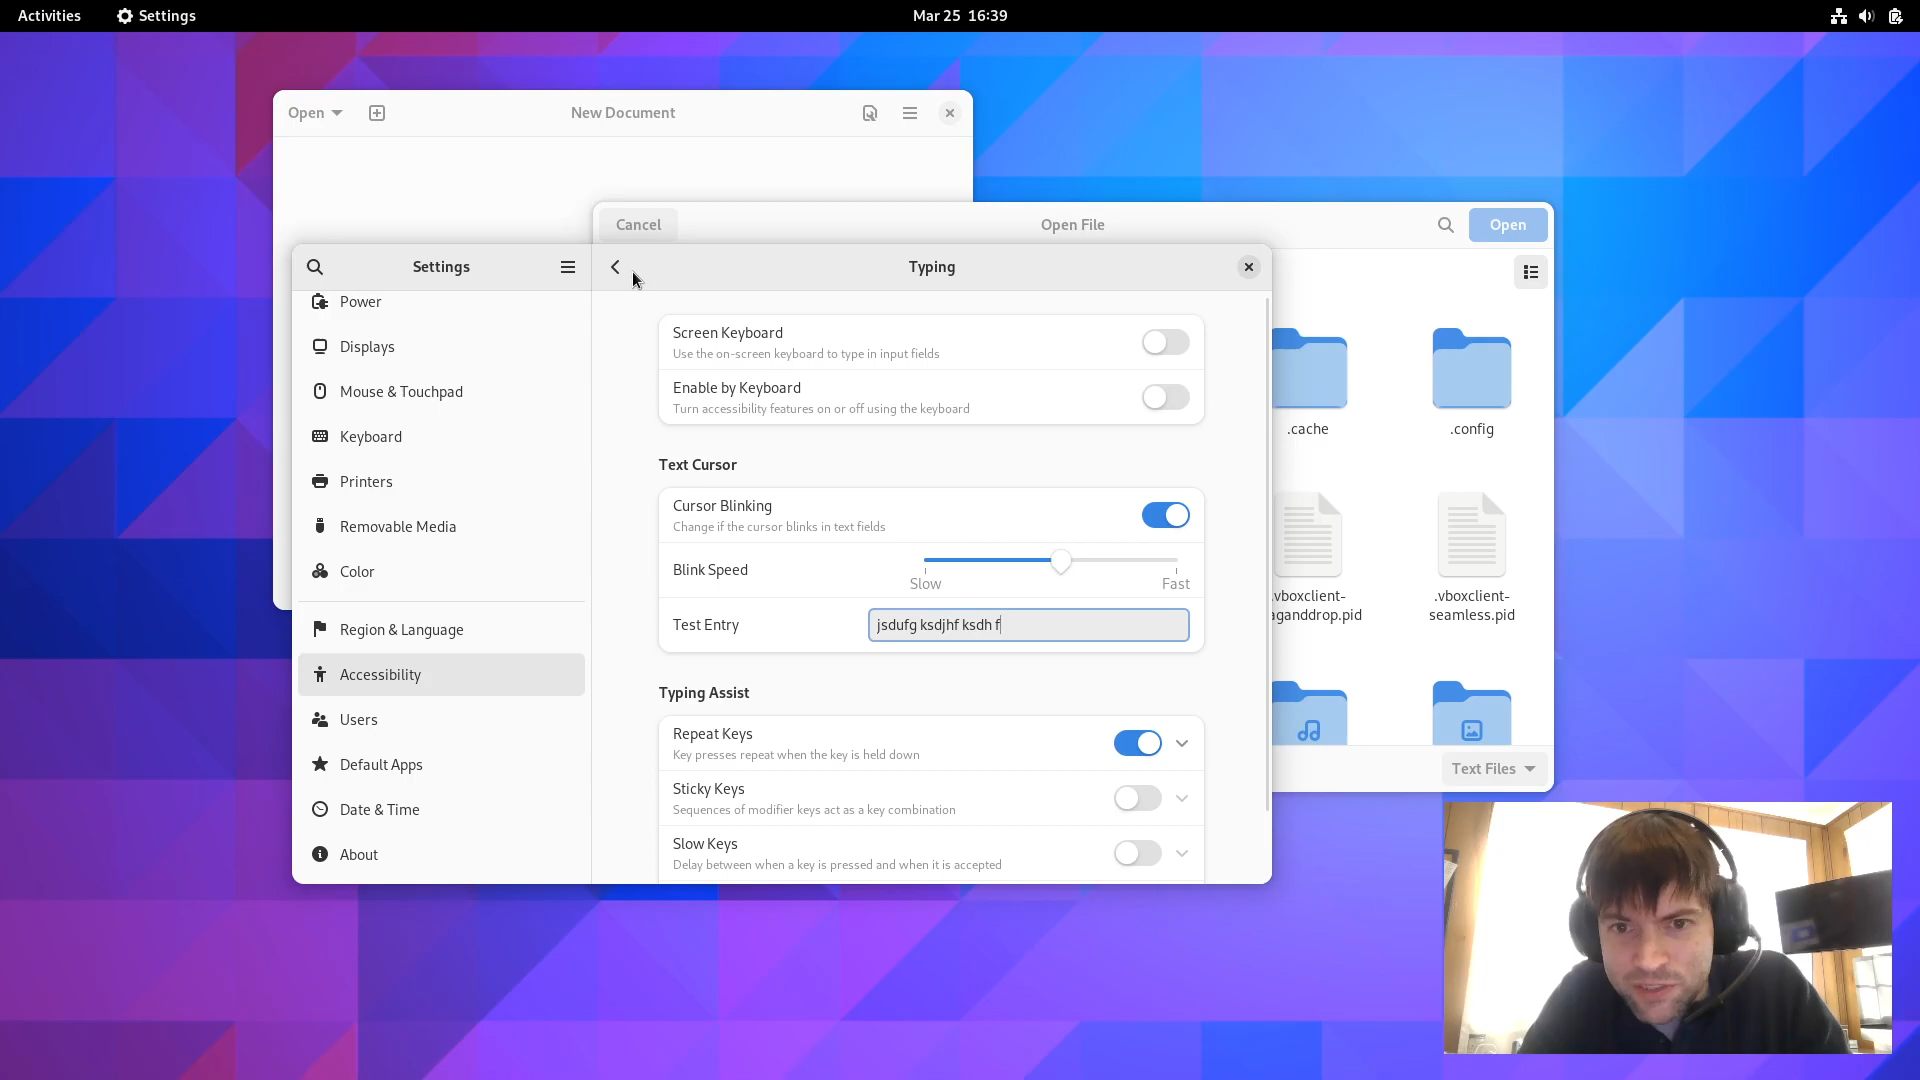 Activities
Settings
Mar 25 16:39
Open
New Document
Cancel
Open File
Open
Settings
Typing
Power
Displays
Mouse & Touchpad
Keyboard
Printers
Removable Media
Color
Region & Language
Accessibility
Users
Default Apps
Date & Time
About
Screen Keyboard
Use the on-screen keyboard to type in input fields
Enable by Keyboard
Turn accessibility features on or off using the keyboard
Text Cursor
Cursor Blinking
Change if the cursor blinks in text fields
Blink Speed
Slow
Fast
Test Entry
jsdufg ksdjhf ksdh f
Typing Assist
Repeat Keys
Key presses repeat when the key is held down
Sticky Keys
Sequences of modifier keys act as a key combination
Slow Keys
Delay between when a key is pressed and when it is accepted
.cache
.config
.vboxclient-
aganddrop.pid
.vboxclient-
seamless.pid
Text Files